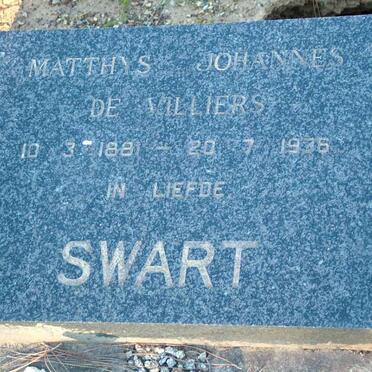 MATTHYS JOHANNES
DE VILLIERS
10 3 1881 - 20 7 1936
IN LIEFDE
SWART